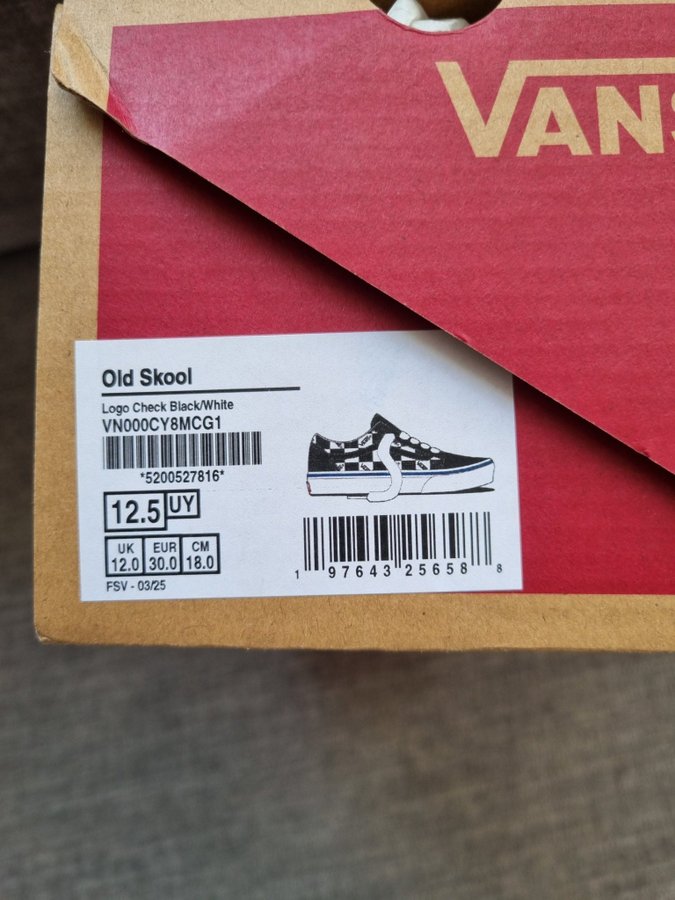 VANS
Old Skool
Logo Check Black/White
VN000CY8MCG1
*5200527816*
12.5 UY
UK EUR CM
12.0 30.0 18.0
FSV - 03/25
1 97643 25658 8